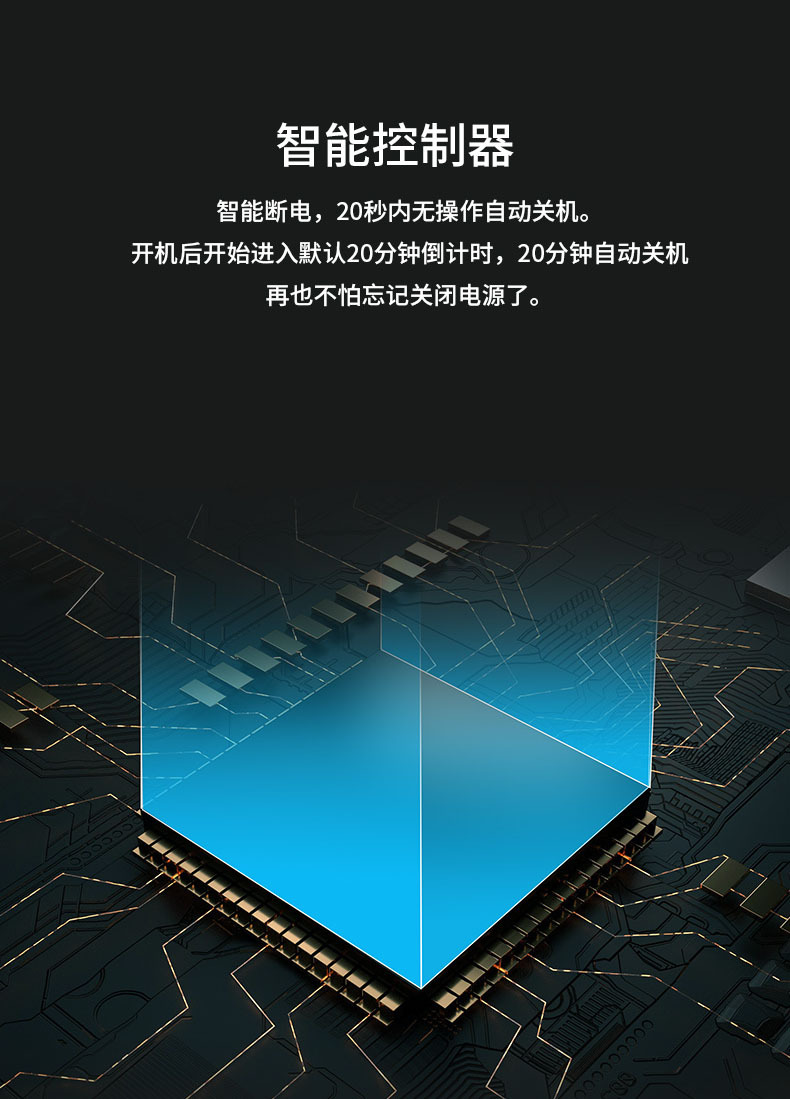 智能控制器
智能断电，20秒内无操作自动关机。
开机后开始进入默认20分钟倒计时，20分钟自动关机
再也不怕忘记关闭电源了。